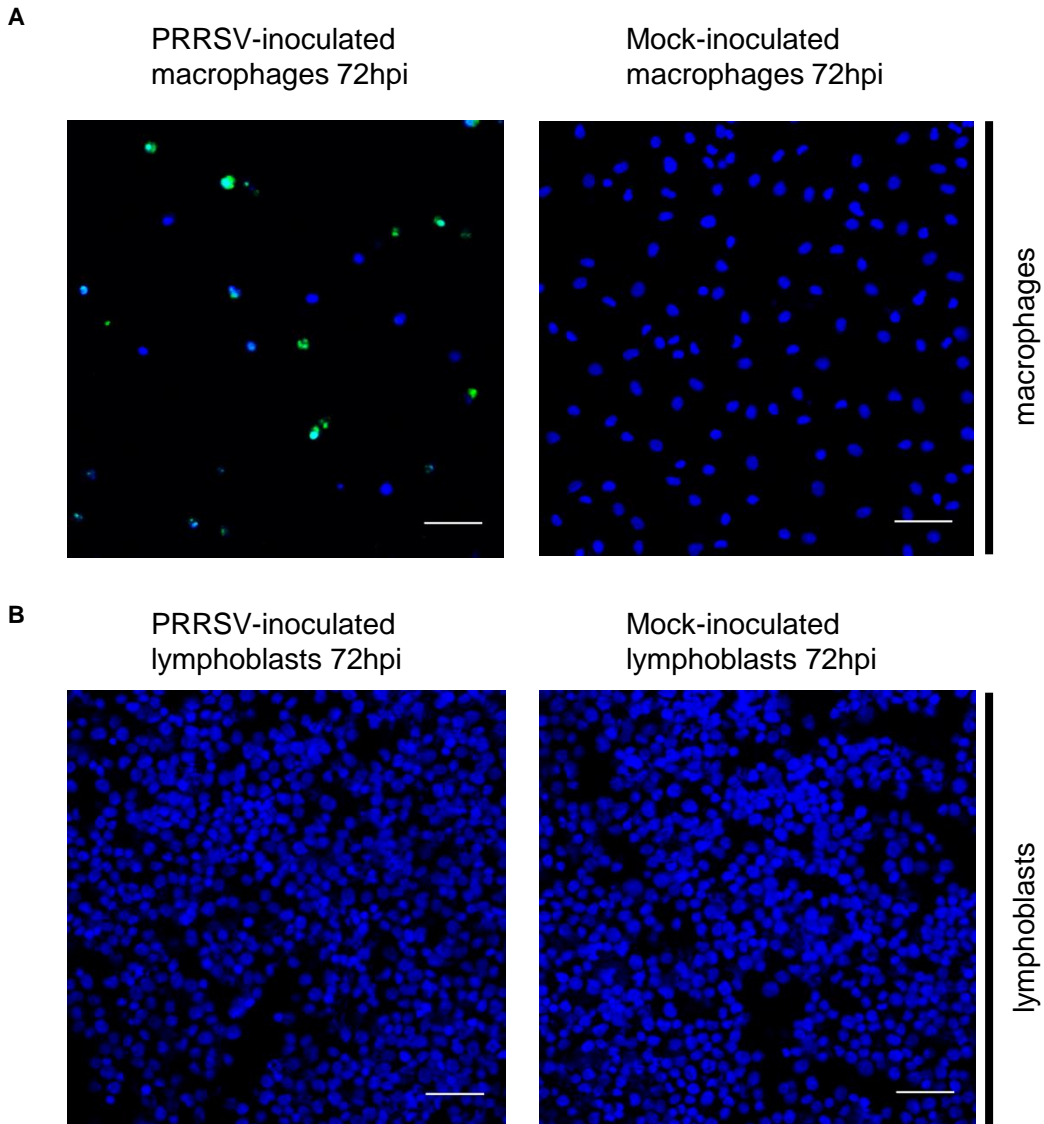 A
PRRSV-inoculated
macrophages 72hpi
Mock-inoculated
macrophages 72hpi
macrophages
B
PRRSV-inoculated
lymphoblasts 72hpi
Mock-inoculated
lymphoblasts 72hpi
lymphoblasts